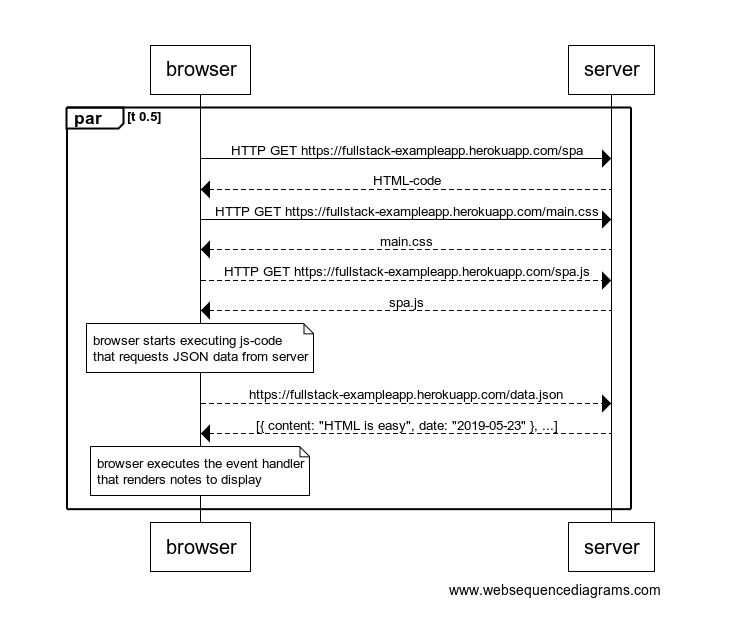 browser
server
par
[t 0.5]
HTTP GET https://fullstack-exampleapp.herokuapp.com/spa
HTML-code
HTTP GET https://fullstack-exampleapp.herokuapp.com/main.css
main.css
HTTP GET https://fullstack-exampleapp.herokuapp.com/spa.js
spa.js
browser starts executing js-code
that requests JSON data from server
https://fullstack-exampleapp.herokuapp.com/data.json
[{ content: "HTML is easy", date: "2019-05-23" }, ...]
browser executes the event handler
that renders notes to display
browser
server
www.websequencediagrams.com